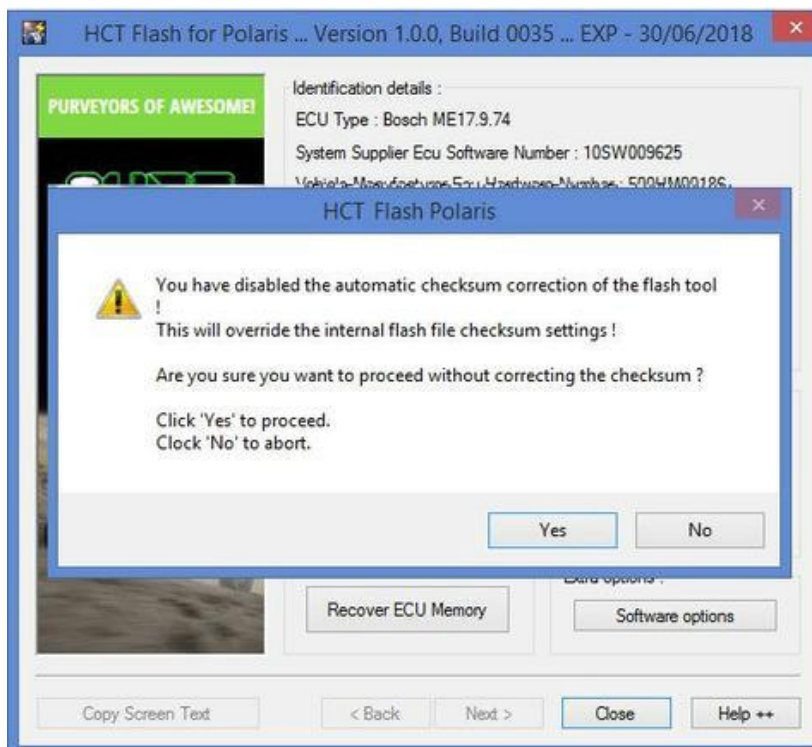 HCT Flash for Polaris ... Version 1.0.0, Build 0035 ... EXP - 30/06/2018
PURVEYORS OF AWESOME!
Identification details :
ECU Type : Bosch ME17.9.74
System Supplier Ecu Software Number : 10SW009625
HCT Flash Polaris
You have disabled the automatic checksum correction of the flash tool
!
This will override the internal flash file checksum settings !
Are you sure you want to proceed without correcting the checksum ?
Click 'Yes' to proceed.
Clock 'No' to abort.
Yes
No
Recover ECU Memory
Software options
Copy Screen Text
< Back
Next >
Close
Help ++